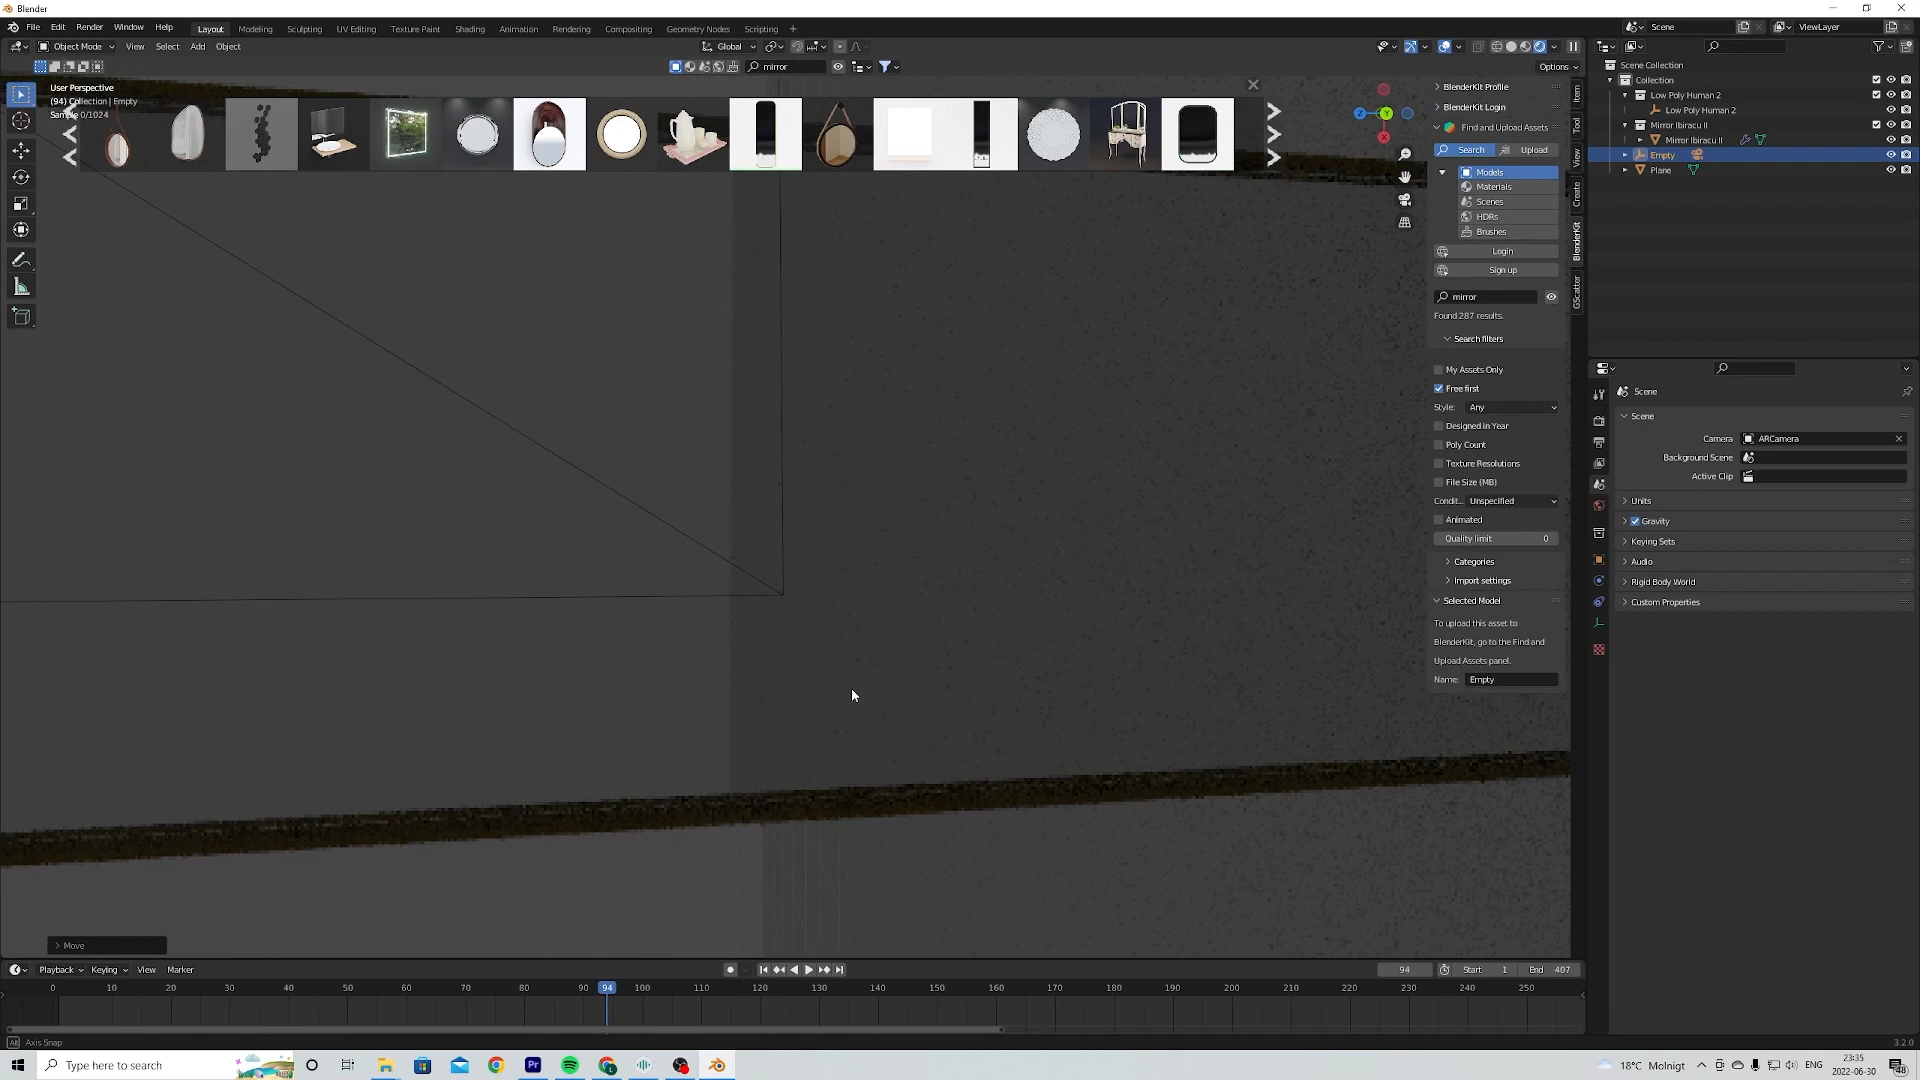 Blender
File Edit Render Window Help
Layout Modeling Sculpting UV Editing Texture Paint Shading Animation Rendering Compositing Geometry Nodes Scripting +
Scene
ViewLayer
Object Mode View Select Add Object
Global
mirror
Options
User Perspective
(94) Collection | Empty
Sample 0/1024
Z
Y
X
BlenderKit Profile
BlenderKit Login
Find and Upload Assets
Search Upload
Models
Materials
Scenes
HDRs
Brushes
Login
Sign up
mirror
Found 287 results.
Search filters
My Assets Only
Free first
Style: Any
Designed in Year
Poly Count
Texture Resolutions
File Size (MB)
Condit... Unspecified
Animated
Quality limit 0
Categories
Import settings
Selected Model
To upload this asset to
BlenderKit, go to the Find and
Upload Assets panel.
Name: Empty
Item
Tool
View
Create
BlenderKit
GScatter
Scene Collection
Collection
Low Poly Human 2
Low Poly Human 2
Mirror Ibiracu II
Mirror Ibiracu II
Empty
Plane
Scene
Scene
Camera ARCamera
Background Scene
Active Clip
Units
Gravity
Keying Sets
Audio
Rigid Body World
Custom Properties
Move
Playback Keying View Marker
94 Start 1 End 407
0 10 20 30 40 50 60 70 80 90 94 100 110 120 130 140 150 160 170 180 190 200 210 220 230 240 250
Alt Axis Snap
3.2.0
Type here to search
Pr
18°C Molnigt
ENG
23:35
2022-06-30
48